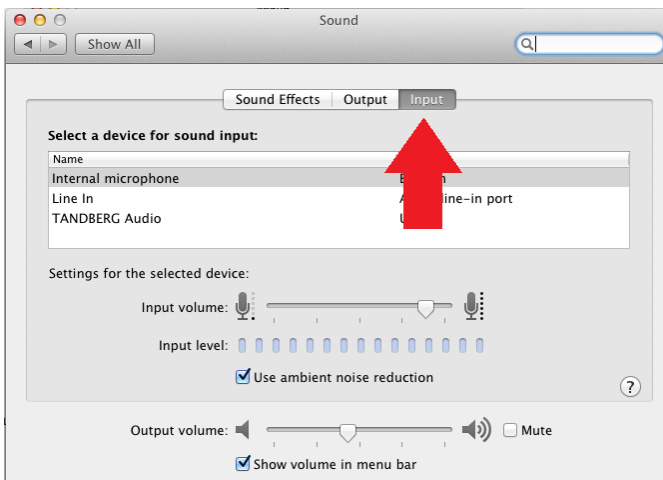 Sound
Show All
Sound Effects Output Input
Select a device for sound input:
Name
Internal microphone
Line In line-in port
TANDBERG Audio
Settings for the selected device:
Input volume:
Input level:
Use ambient noise reduction
?
Output volume: Mute
Show volume in menu bar